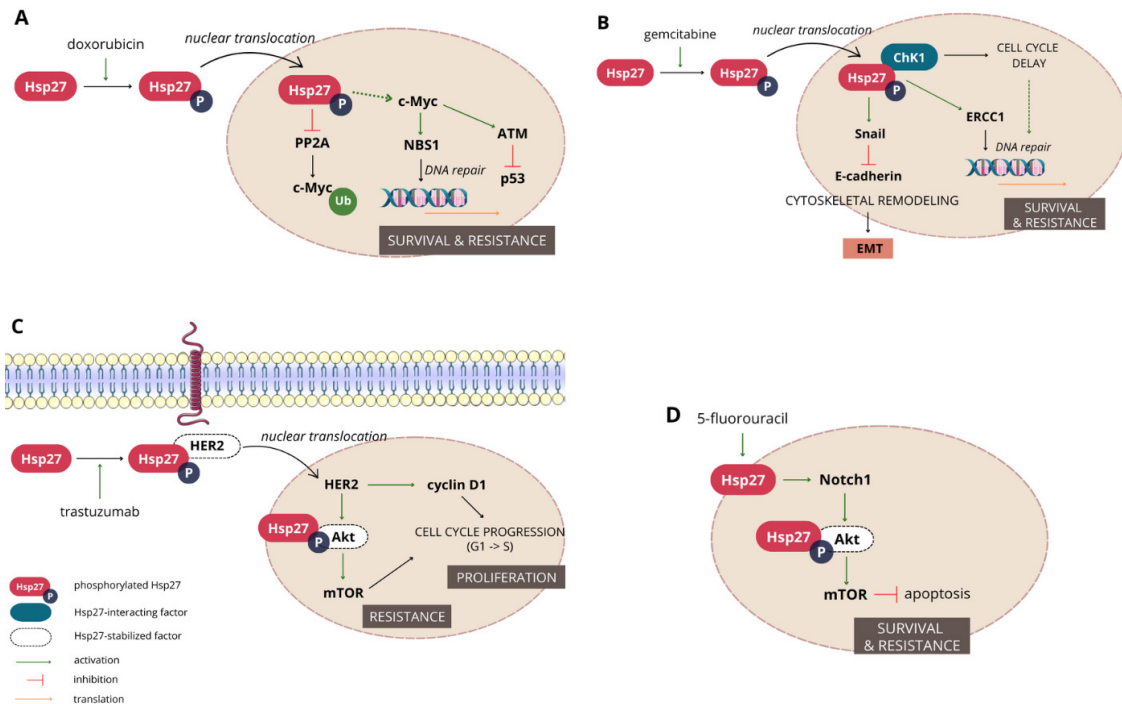 A
doxorubicin
nuclear translocation
Hsp27
Hsp27
P
Hsp27
P
c-Myc
PP2A
NBS1
ATM
DNA repair
p53
c-Myc
Ub
SURVIVAL & RESISTANCE
B
gemcitabine
nuclear translocation
Hsp27
Hsp27
P
ChK1
Hsp27
P
CELL CYCLE
DELAY
Snail
ERCC1
DNA repair
E-cadherin
CYTOSKELETAL REMODELING
SURVIVAL
& RESISTANCE
EMT
C
Hsp27
Hsp27
P
HER2
nuclear translocation
trastuzumab
HER2
cyclin D1
Hsp27
P
Akt
CELL CYCLE PROGRESSION
(G1 -> S)
mTOR
PROLIFERATION
RESISTANCE
Hsp27
P
phosphorylated Hsp27
Hsp27-interacting factor
Hsp27-stabilized factor
activation
inhibition
translation
D
5-fluorouracil
Hsp27
Notch1
Hsp27
P
Akt
mTOR
apoptosis
SURVIVAL
& RESISTANCE